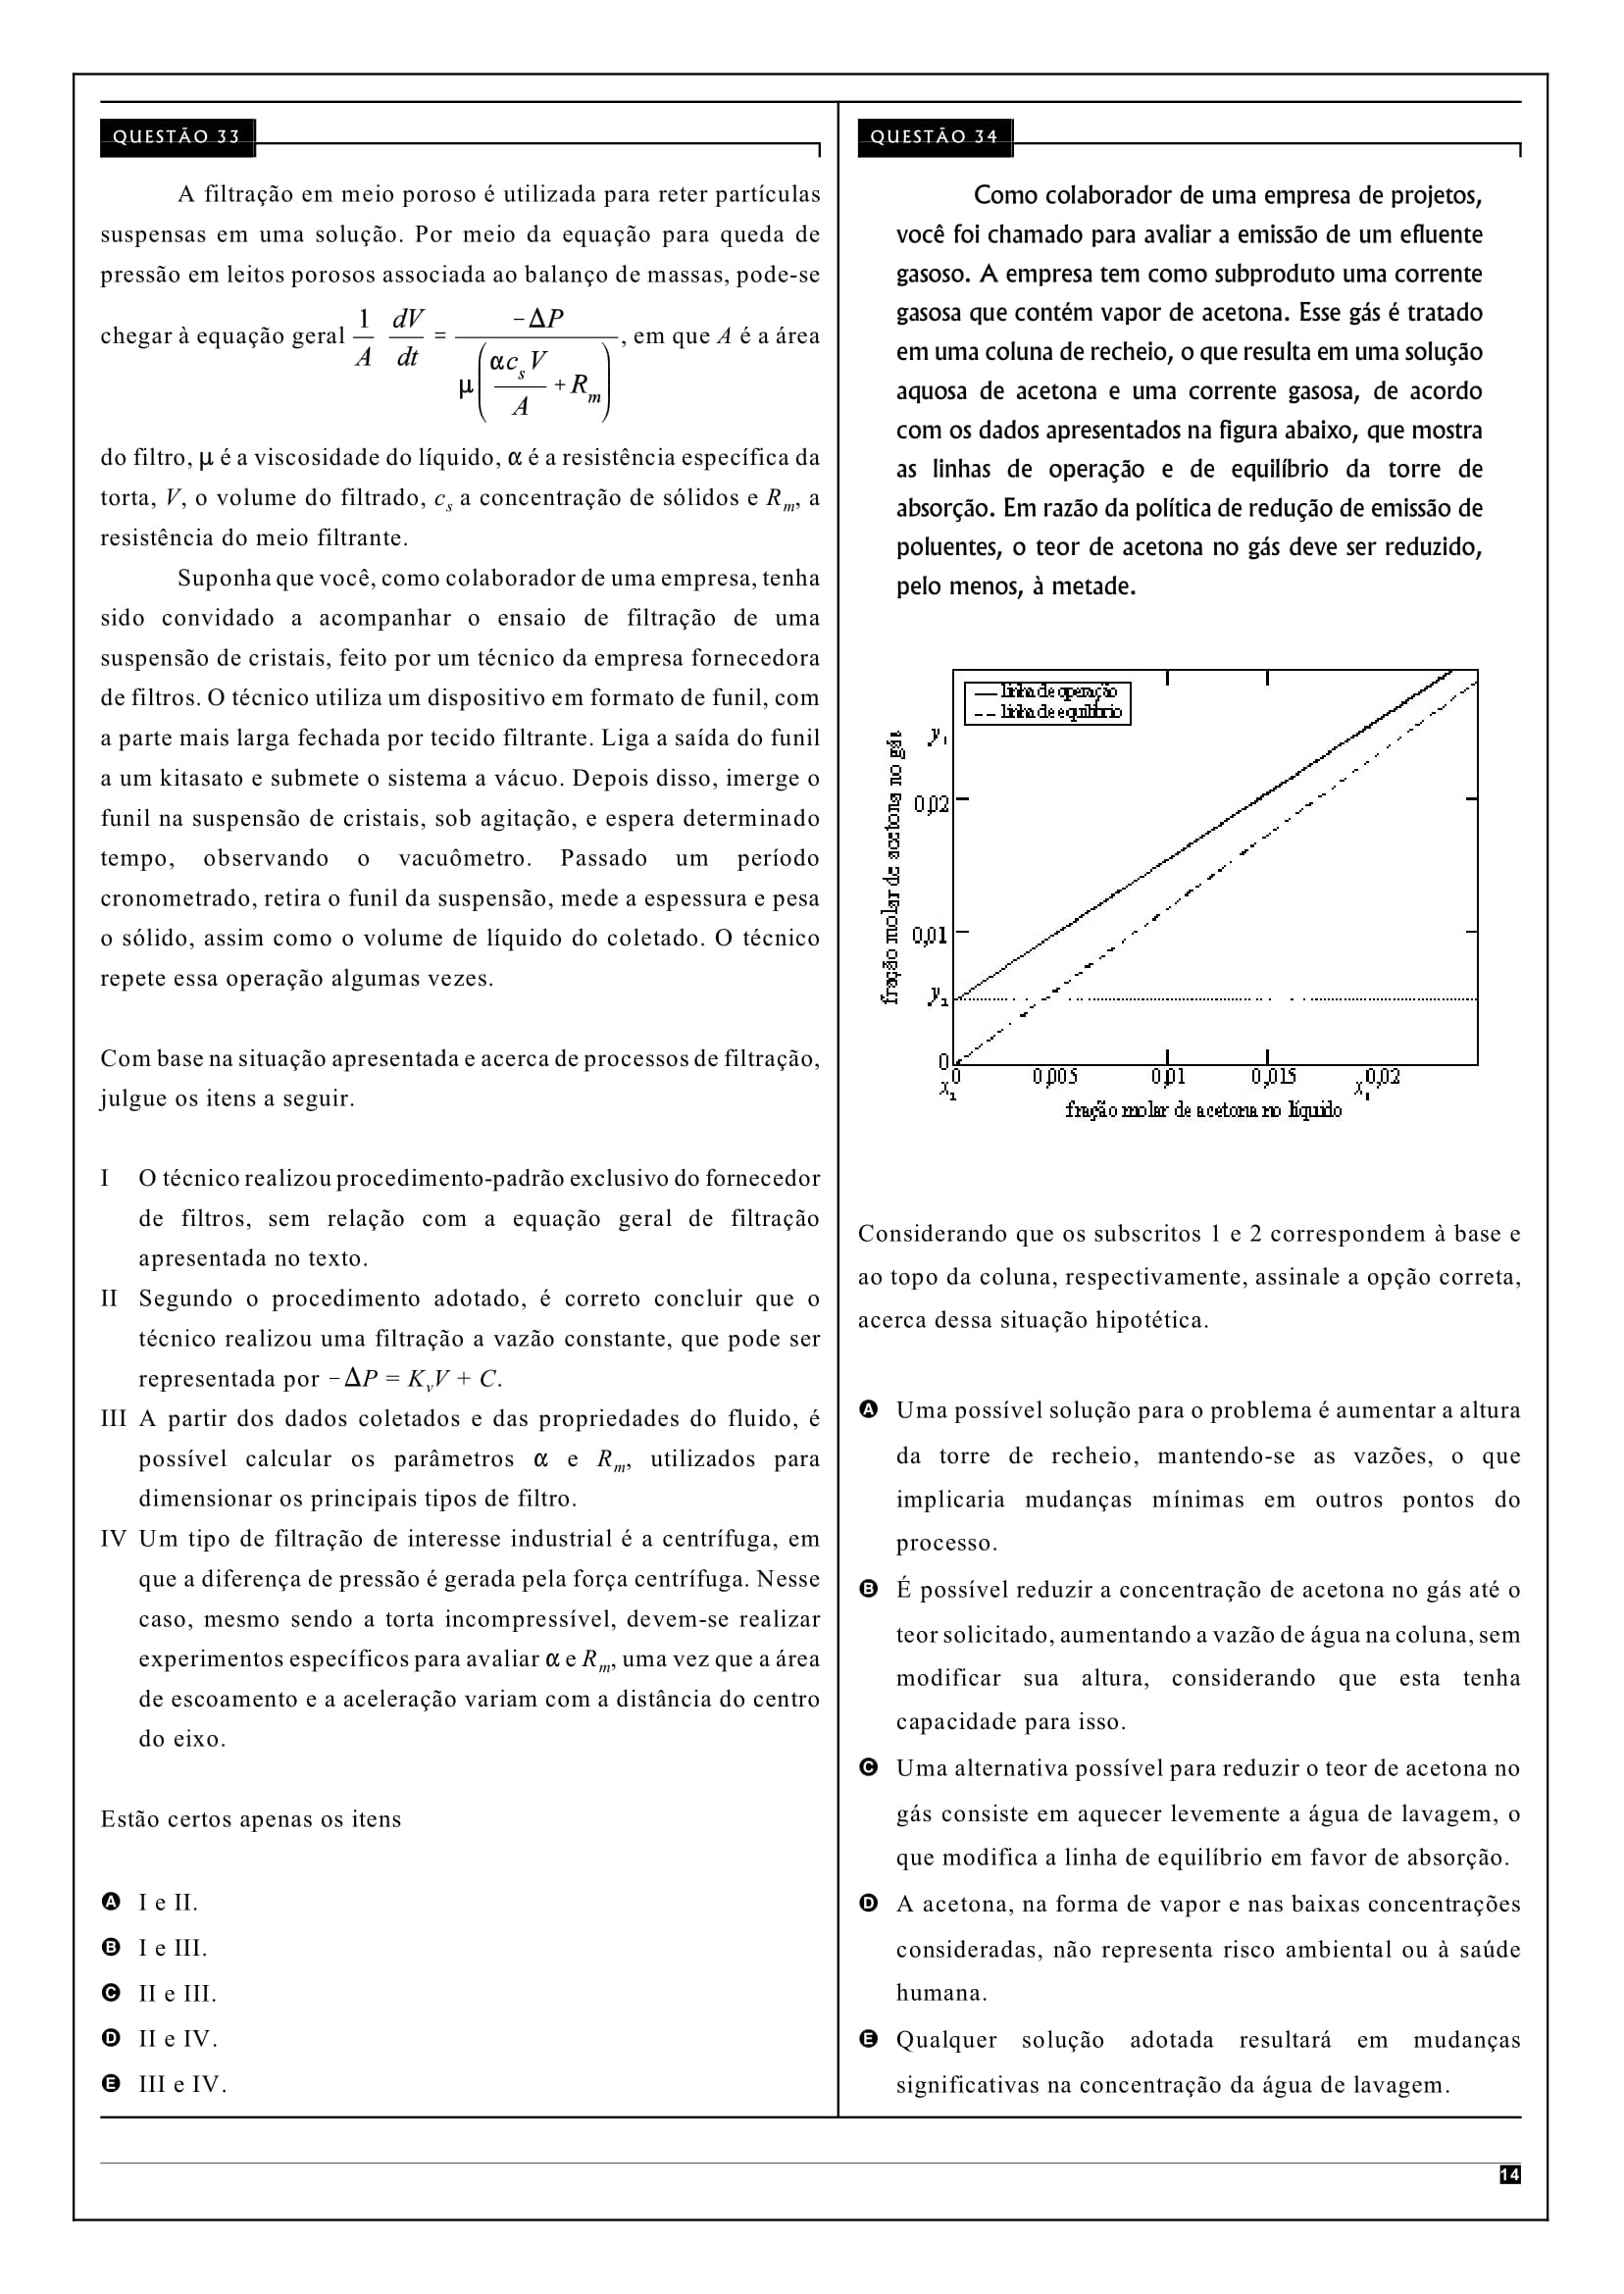 QUESTÃO 33
A filtração em meio poroso é utilizada para reter partículas
suspensas em uma solução. Por meio da equação para queda de
pressão em leitos porosos associada ao balanço de massas, pode-se
chegar à equação geral 1/A dV/dt = −ΔP / μ(αc_s V/A + R_m), em que A é a área
do filtro, μ é a viscosidade do líquido, α é a resistência específica da
torta, V, o volume do filtrado, c_s a concentração de sólidos e R_m, a
resistência do meio filtrante.
Suponha que você, como colaborador de uma empresa, tenha
sido convidado a acompanhar o ensaio de filtração de uma
suspensão de cristais, feito por um técnico da empresa fornecedora
de filtros. O técnico utiliza um dispositivo em formato de funil, com
a parte mais larga fechada por tecido filtrante. Liga a saída do funil
a um kitasato e submete o sistema a vácuo. Depois disso, imerge o
funil na suspensão de cristais, sob agitação, e espera determinado
tempo, observando o vacuômetro. Passado um período
cronometrado, retira o funil da suspensão, mede a espessura e pesa
o sólido, assim como o volume de líquido do coletado. O técnico
repete essa operação algumas vezes.
Com base na situação apresentada e acerca de processos de filtração,
julgue os itens a seguir.
I O técnico realizou procedimento-padrão exclusivo do fornecedor
de filtros, sem relação com a equação geral de filtração
apresentada no texto.
II Segundo o procedimento adotado, é correto concluir que o
técnico realizou uma filtração a vazão constante, que pode ser
representada por −ΔP = K_v V + C.
III A partir dos dados coletados e das propriedades do fluido, é
possível calcular os parâmetros α e R_m, utilizados para
dimensionar os principais tipos de filtro.
IV Um tipo de filtração de interesse industrial é a centrífuga, em
que a diferença de pressão é gerada pela força centrífuga. Nesse
caso, mesmo sendo a torta incompressível, devem-se realizar
experimentos específicos para avaliar α e R_m, uma vez que a área
de escoamento e a aceleração variam com a distância do centro
do eixo.
Estão certos apenas os itens
A I e II.
B I e III.
C II e III.
D II e IV.
E III e IV.
QUESTÃO 34
Como colaborador de uma empresa de projetos,
você foi chamado para avaliar a emissão de um efluente
gasoso. A empresa tem como subproduto uma corrente
gasosa que contém vapor de acetona. Esse gás é tratado
em uma coluna de recheio, o que resulta em uma solução
aquosa de acetona e uma corrente gasosa, de acordo
com os dados apresentados na figura abaixo, que mostra
as linhas de operação e de equilíbrio da torre de
absorção. Em razão da política de redução de emissão de
poluentes, o teor de acetona no gás deve ser reduzido,
pelo menos, à metade.
linha de operação
linha de equilíbrio
fração molar de acetona no gás
y₁
0,02
0,01
y₂
0
0 0,005 0,01 0,015 0,02
x₂ x₁
fração molar de acetona no líquido
Considerando que os subscritos 1 e 2 correspondem à base e
ao topo da coluna, respectivamente, assinale a opção correta,
acerca dessa situação hipotética.
A Uma possível solução para o problema é aumentar a altura
da torre de recheio, mantendo-se as vazões, o que
implicaria mudanças mínimas em outros pontos do
processo.
B É possível reduzir a concentração de acetona no gás até o
teor solicitado, aumentando a vazão de água na coluna, sem
modificar sua altura, considerando que esta tenha
capacidade para isso.
C Uma alternativa possível para reduzir o teor de acetona no
gás consiste em aquecer levemente a água de lavagem, o
que modifica a linha de equilíbrio em favor de absorção.
D A acetona, na forma de vapor e nas baixas concentrações
consideradas, não representa risco ambiental ou à saúde
humana.
E Qualquer solução adotada resultará em mudanças
significativas na concentração da água de lavagem.
14